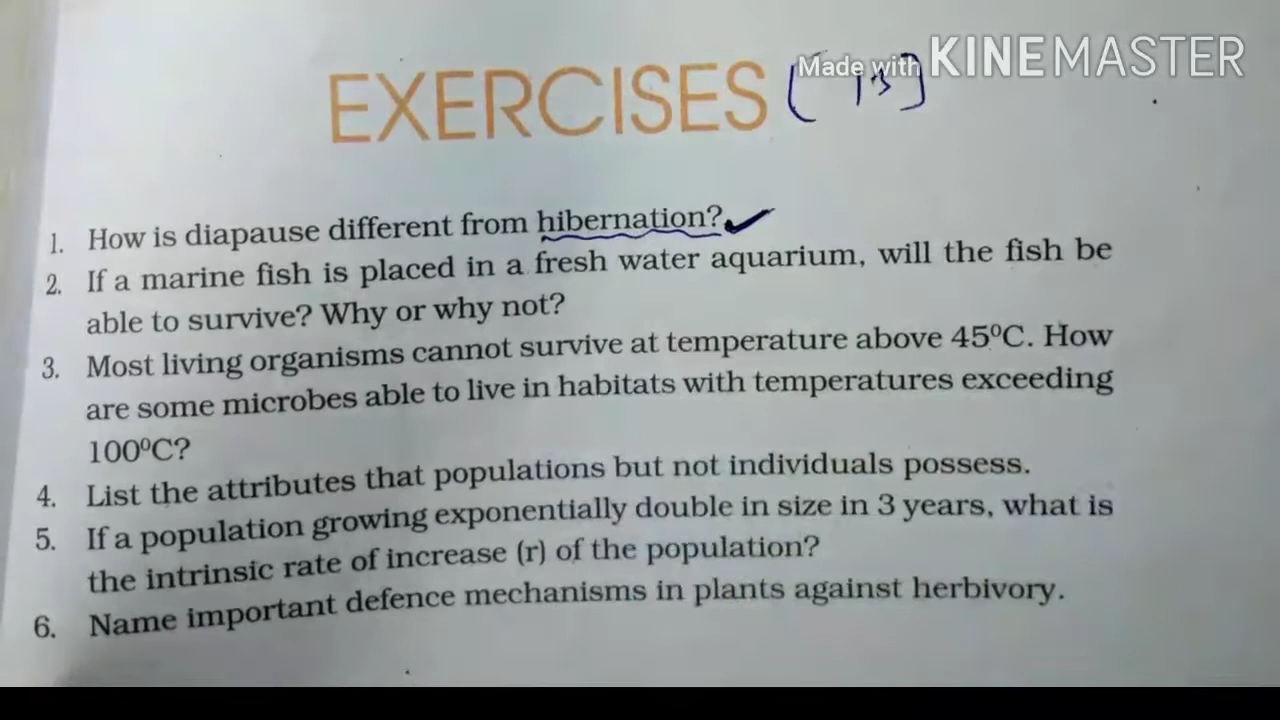 Made with KINEMASTER
EXERCISES [13]
1. How is diapause different from hibernation?
2. If a marine fish is placed in a fresh water aquarium, will the fish be
able to survive? Why or why not?
3. Most living organisms cannot survive at temperature above 45⁰C. How
are some microbes able to live in habitats with temperatures exceeding
100⁰C?
4. List the attributes that populations but not individuals possess.
5. If a population growing exponentially double in size in 3 years, what is
the intrinsic rate of increase (r) of the population?
6. Name important defence mechanisms in plants against herbivory.